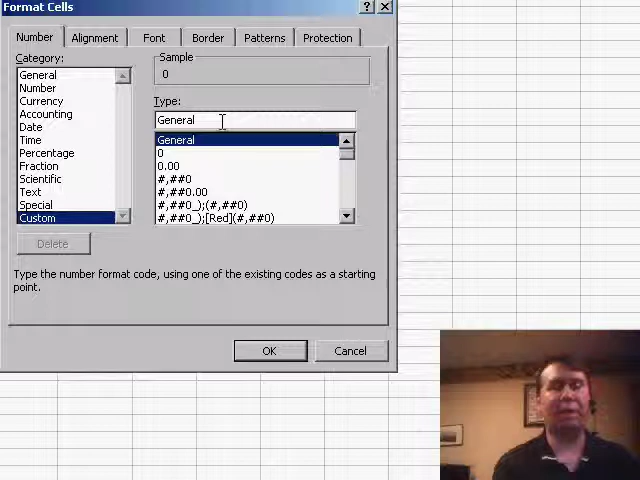 Format Cells
Number Alignment Font Border Patterns Protection
Category:
General
Number
Currency
Accounting
Date
Time
Percentage
Fraction
Scientific
Text
Special
Custom
Sample
0
Type:
General
General
0
0.00
#,##0
#,##0.00
#,##0_);(#,##0)
#,##0_);[Red](#,##0)
Delete
Type the number format code, using one of the existing codes as a starting
point.
OK Cancel